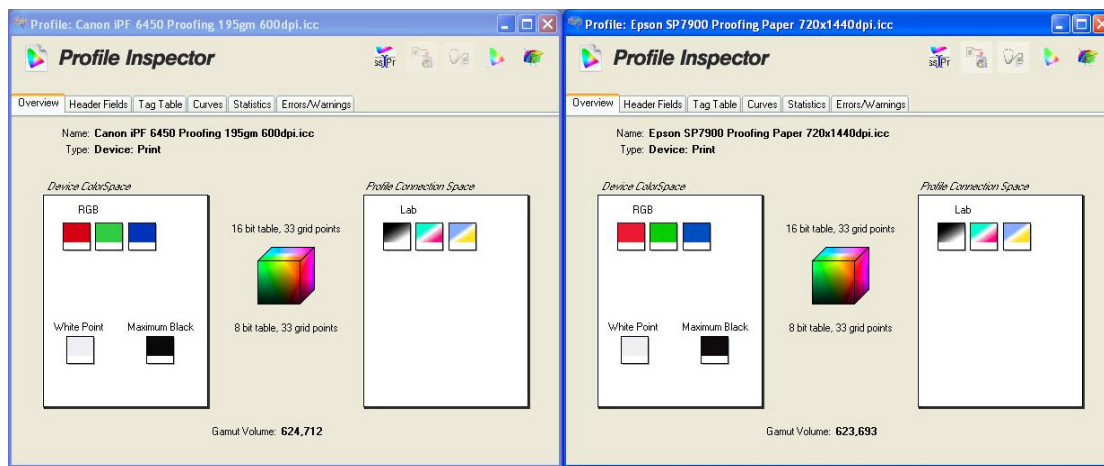 Profile: Canon iPF 6450 Proofing 195gm 600dpi.icc
Profile Inspector
Overview Header Fields Tag Table Curves Statistics Errors/Warnings
Name: Canon iPF 6450 Proofing 195gm 600dpi.icc
Type: Device: Print
Device ColorSpace
Profile Connection Space
RGB
Lab
16 bit table, 33 grid points
White Point
Maximum Black
8 bit table, 33 grid points
Gamut Volume: 624,712
Profile: Epson SP7900 Proofing Paper 720x1440dpi.icc
Profile Inspector
Overview Header Fields Tag Table Curves Statistics Errors/Warnings
Name: Epson SP7900 Proofing Paper 720x1440dpi.icc
Type: Device: Print
Device ColorSpace
Profile Connection Space
RGB
Lab
16 bit table, 33 grid points
White Point
Maximum Black
8 bit table, 33 grid points
Gamut Volume: 623,693